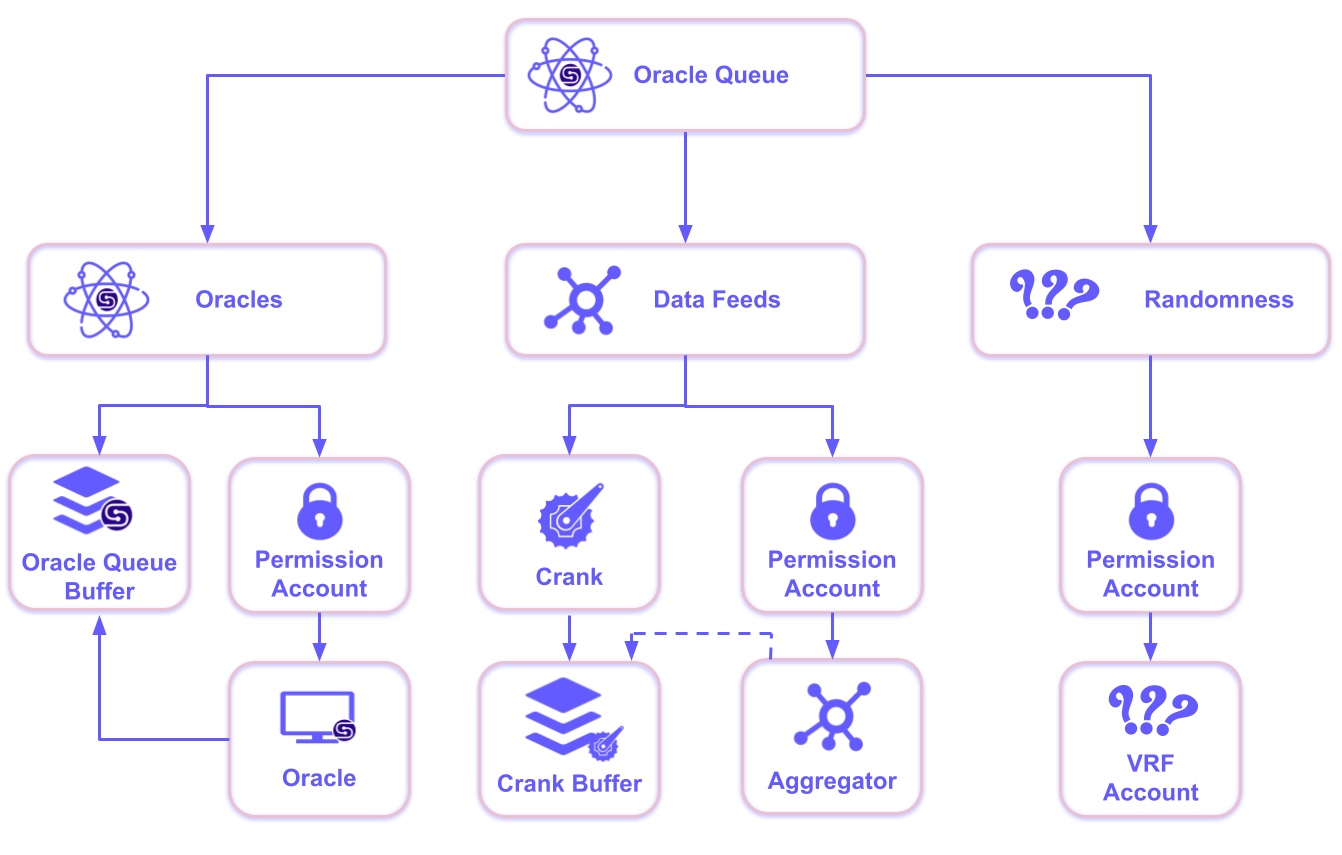 Oracle Queue
Oracles
Data Feeds
Randomness
Oracle Queue
Buffer
Permission
Account
Crank
Permission
Account
Permission
Account
Oracle
Crank Buffer
Aggregator
VRF
Account